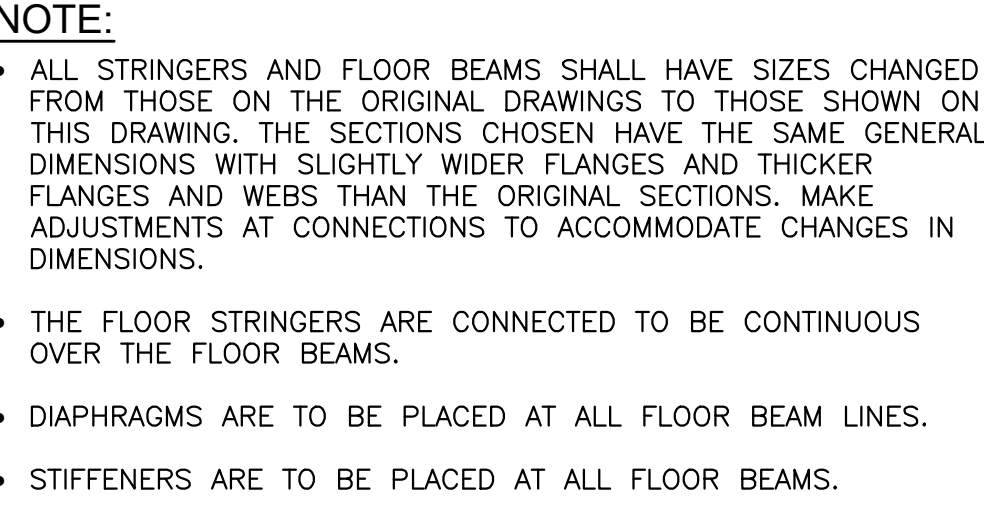 NOTE:
• ALL STRINGERS AND FLOOR BEAMS SHALL HAVE SIZES CHANGED
FROM THOSE ON THE ORIGINAL DRAWINGS TO THOSE SHOWN ON
THIS DRAWING. THE SECTIONS CHOSEN HAVE THE SAME GENERAL
DIMENSIONS WITH SLIGHTLY WIDER FLANGES AND THICKER
FLANGES AND WEBS THAN THE ORIGINAL SECTIONS. MAKE
ADJUSTMENTS AT CONNECTIONS TO ACCOMMODATE CHANGES IN
DIMENSIONS.
• THE FLOOR STRINGERS ARE CONNECTED TO BE CONTINUOUS
OVER THE FLOOR BEAMS.
• DIAPHRAGMS ARE TO BE PLACED AT ALL FLOOR BEAM LINES.
• STIFFENERS ARE TO BE PLACED AT ALL FLOOR BEAMS.